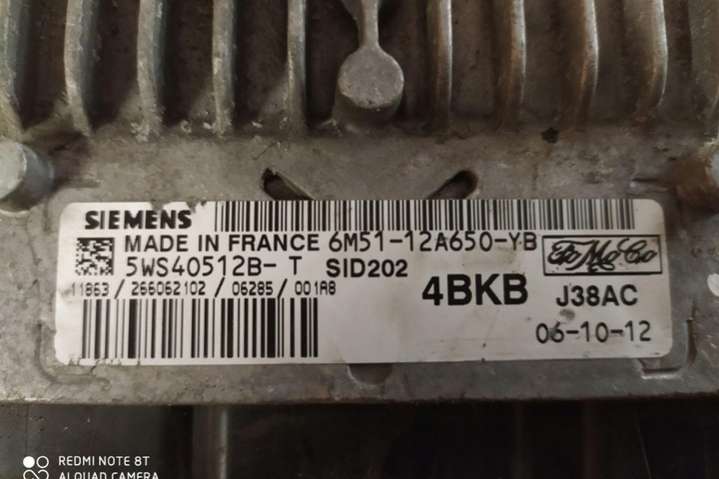 SIEMENS
MADE IN FRANCE 6M51-12A650-YB
5WS40512B- T SID202
FoMoCo
11863 / 266062102 / 06285 / 001A8
4BKB J38AC
06-10-12
REDMI NOTE 8T
AI QUAD CAMERA